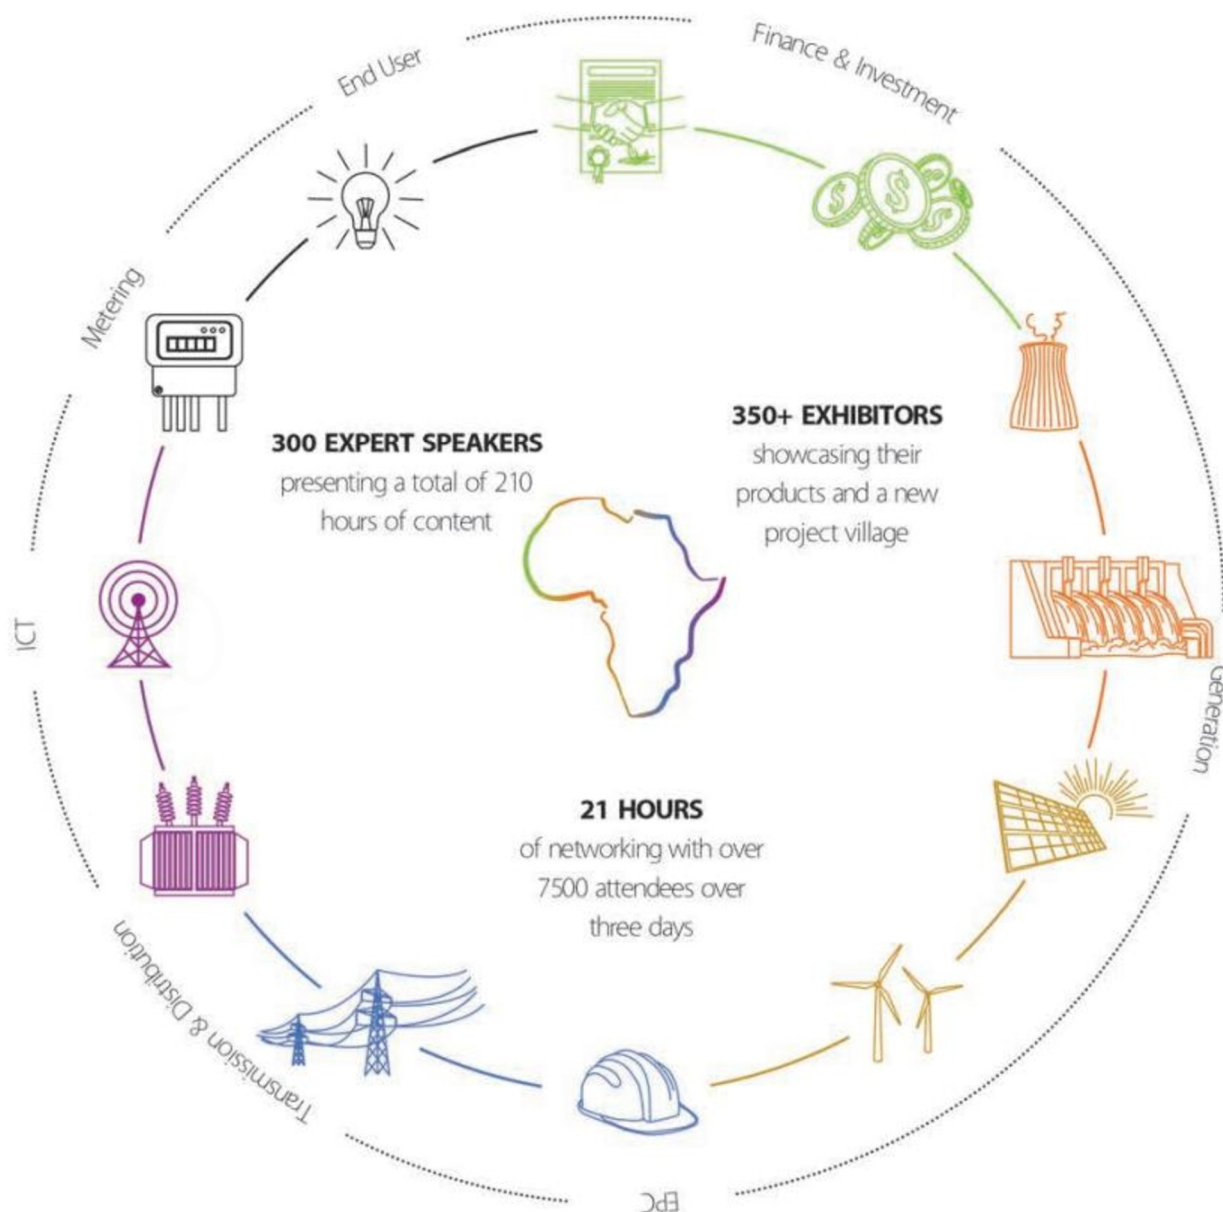 End User
Finance & Investment
Metering
300 EXPERT SPEAKERS
presenting a total of 210
hours of content
350+ EXHIBITORS
showcasing their
products and a new
project village
ICT
Generation
21 HOURS
of networking with over
7500 attendees over
three days
Transmission & Distribution
EPC